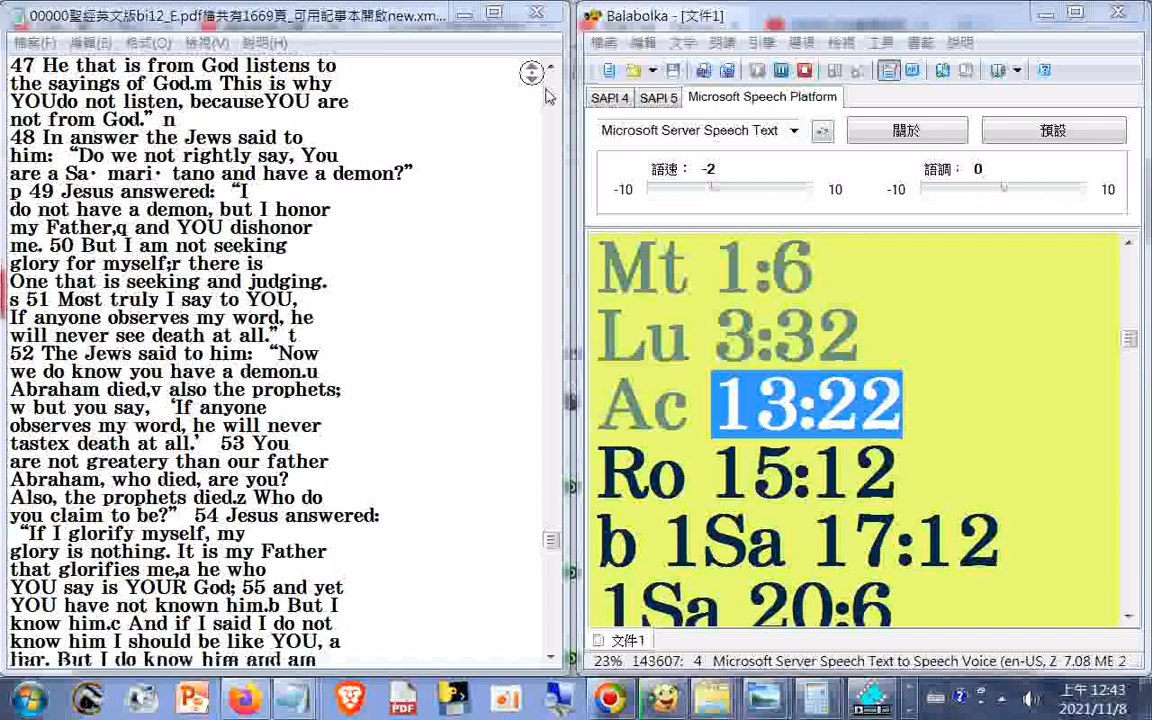 00000聖經英文版bi12_E.pdf檔共有1669頁_可用記事本開啟new.xm...
檔案(F) 編輯(E) 格式(O) 檢視(V) 說明(H)
47 He that is from God listens to
the sayings of God.m This is why
YOUdo not listen, becauseYOU are
not from God.” n
48 In answer the Jews said to
him: “Do we not rightly say, You
are a Sa· mari· tano and have a demon?”
p 49 Jesus answered: “I
do not have a demon, but I honor
my Father,q and YOU dishonor
me. 50 But I am not seeking
glory for myself;r there is
One that is seeking and judging.
s 51 Most truly I say to YOU,
If anyone observes my word, he
will never see death at all.” t
52 The Jews said to him: “Now
we do know you have a demon.u
Abraham died,v also the prophets;
w but you say, ‘If anyone
observes my word, he will never
tastex death at all.’ 53 You
are not greatery than our father
Abraham, who died, are you?
Also, the prophets died.z Who do
you claim to be?” 54 Jesus answered:
“If I glorify myself, my
glory is nothing. It is my Father
that glorifies me,a he who
YOU say is YOUR God; 55 and yet
YOU have not known him.b But I
know him.c And if I said I do not
know him I should be like YOU, a
liar. But I do know him and am
Balabolka - [文件1]
檔案 編輯 文字 朗讀 引擎 選項 檢視 工具 書籤 說明
SAPI 4 SAPI 5 Microsoft Speech Platform
Microsoft Server Speech Text 關於 預設
語速： -2 語調： 0
-10 10 -10 10
Mt 1:6
Lu 3:32
Ac 13:22
Ro 15:12
b 1Sa 17:12
1Sa 20:6
文件1
23% 143607: 4 Microsoft Server Speech Text to Speech Voice (en-US, Z 7.08 MB 2
PDF
上午 12:43
2021/11/8